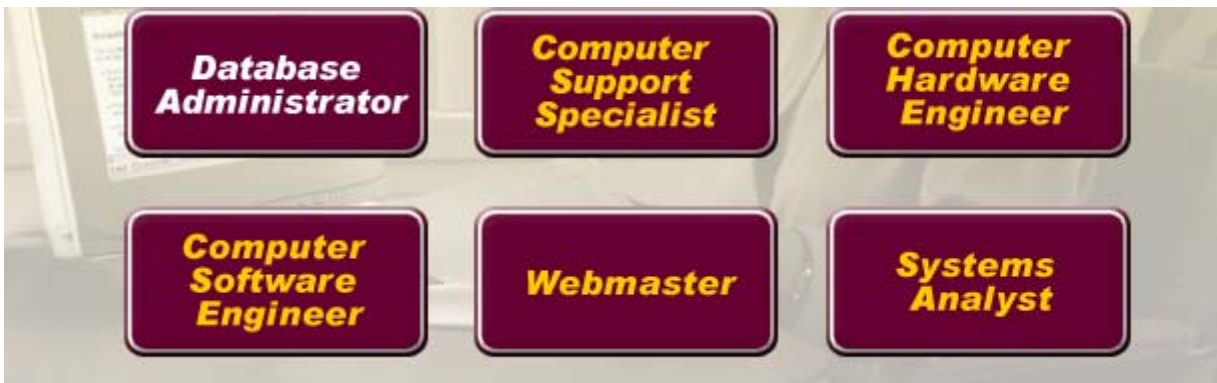 Database
Administrator
Computer
Support
Specialist
Computer
Hardware
Engineer
Computer
Software
Engineer
Webmaster
Systems
Analyst